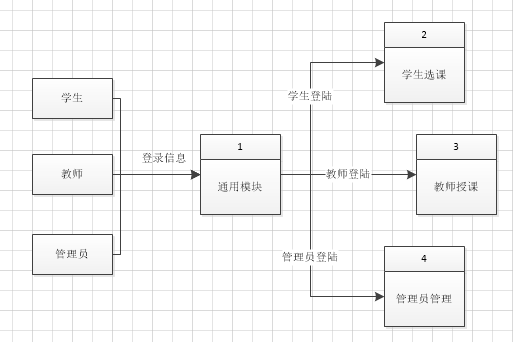 2
学生选课
学生
学生登陆
1
3
登录信息
教师
通用模块
教师登陆
教师授课
管理员
管理员登陆
4
管理员管理